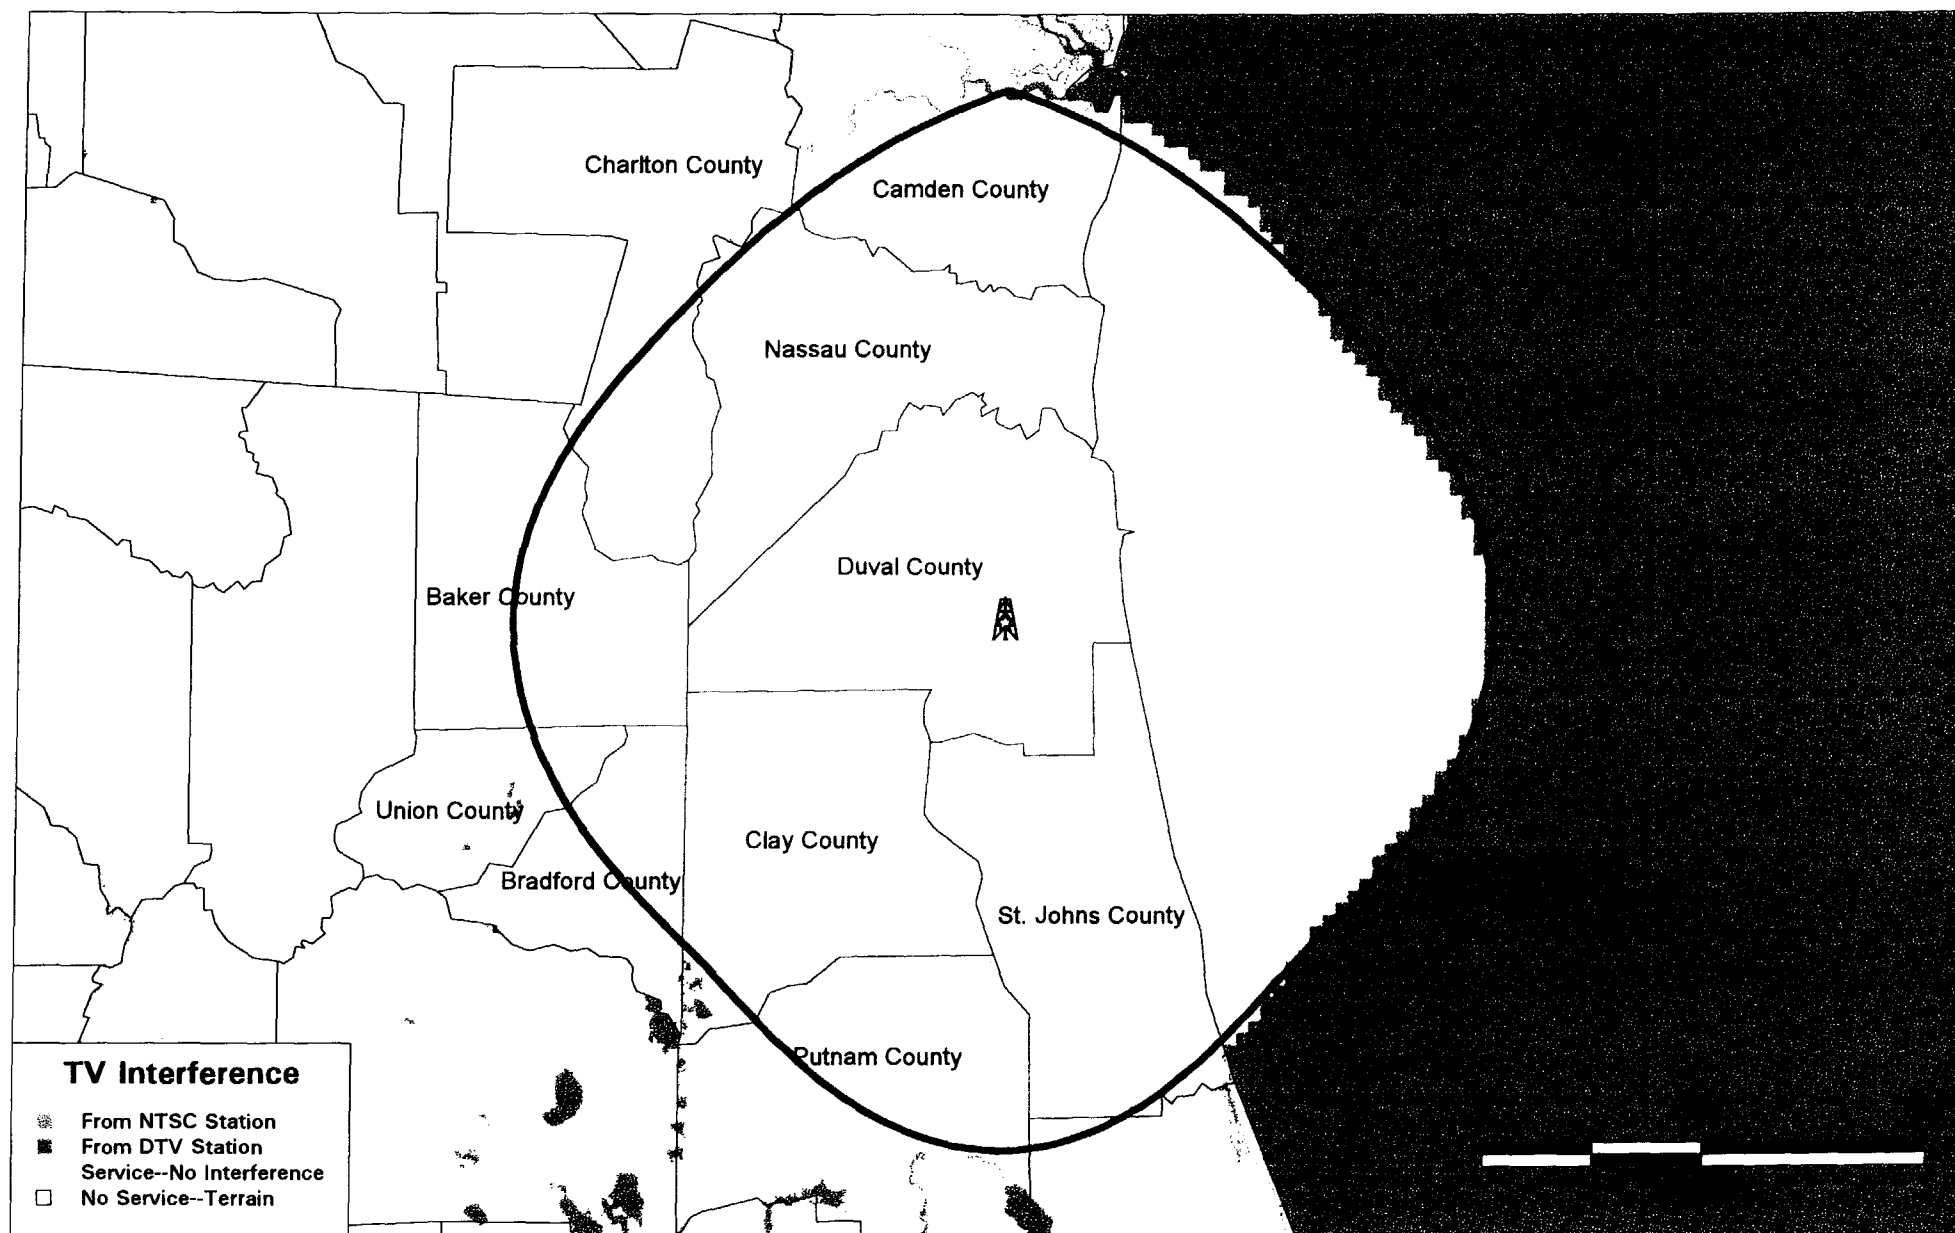 Charlton County
Camden County
Nassau County
Duval County
Baker County
Union County
Clay County
Bradford County
St. Johns County
Putnam County
TV Interference
From NTSC Station
From DTV Station
Service--No Interference
No Service--Terrain